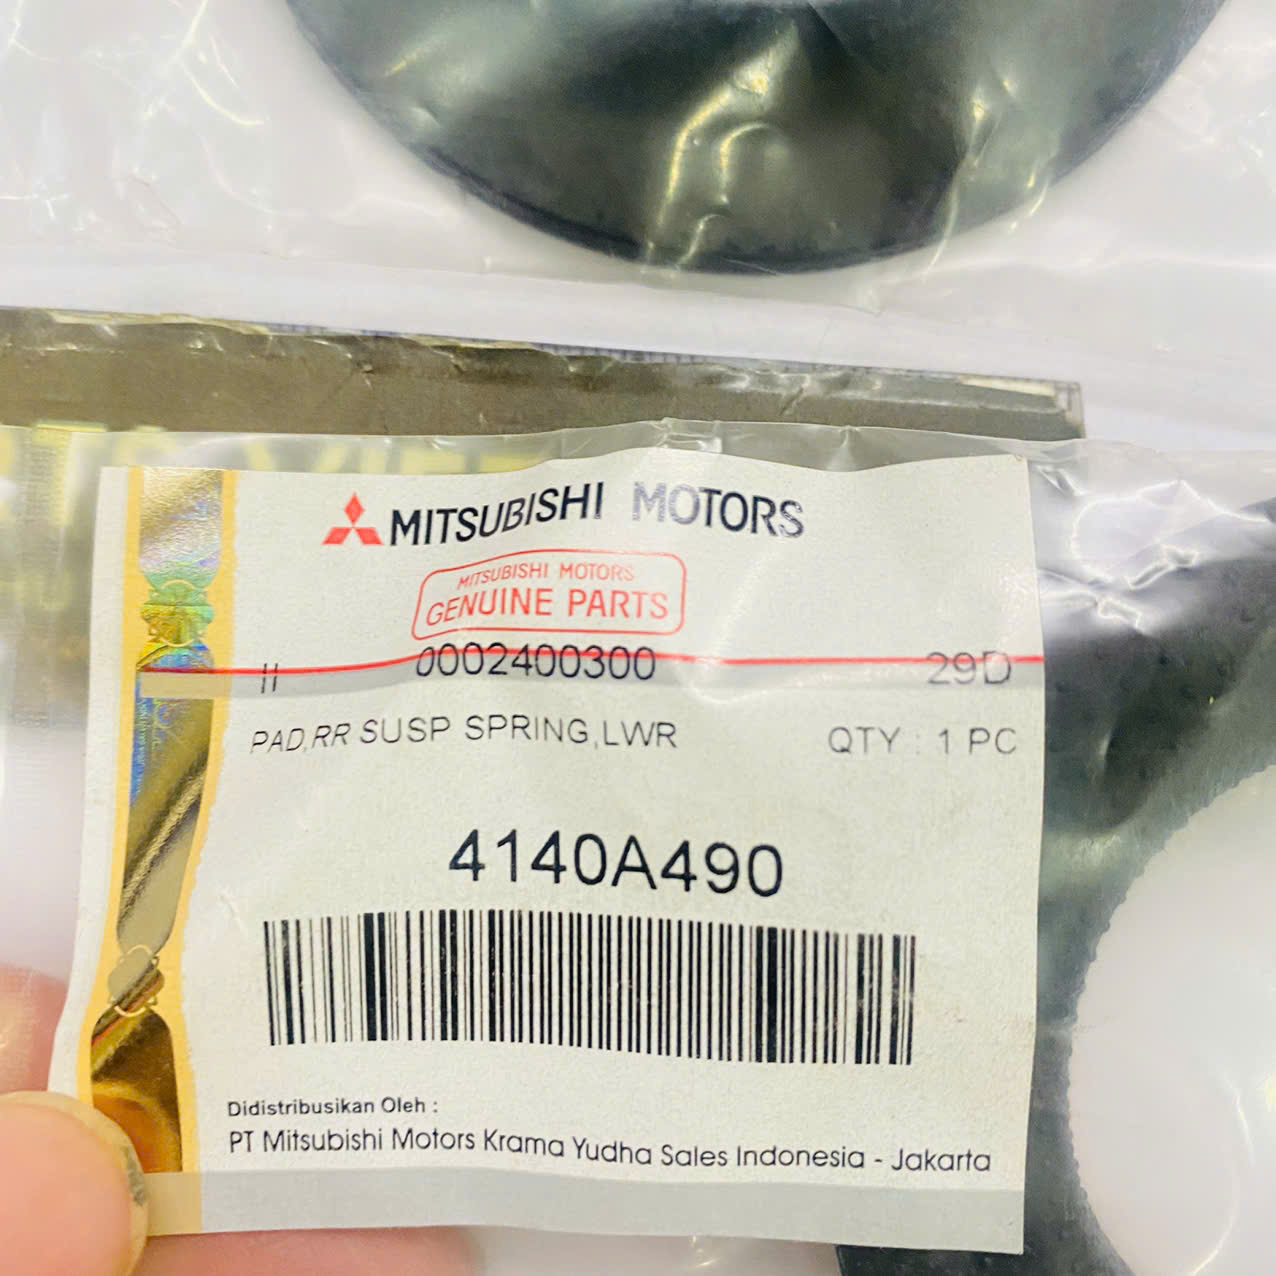 MITSUBISHI MOTORS
MITSUBISHI MOTORS
GENUINE PARTS
II 0002400300 29D
PAD,RR SUSP SPRING,LWR QTY : 1 PC
4140A490
Didistribusikan Oleh :
PT Mitsubishi Motors Krama Yudha Sales Indonesia - Jakarta